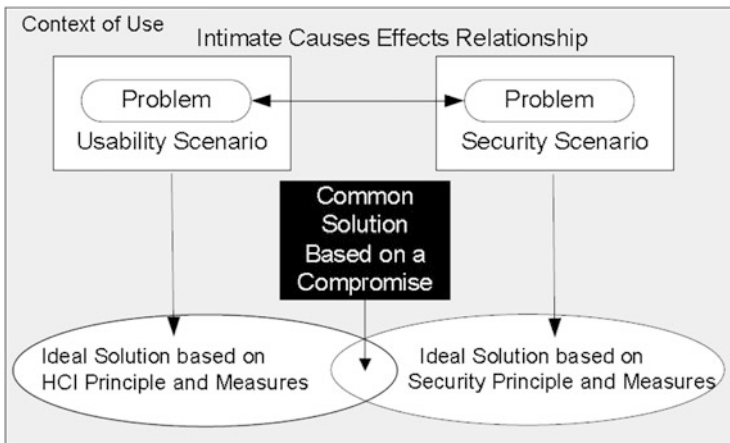 Context of Use
Intimate Causes Effects Relationship
Problem
Usability Scenario
Problem
Security Scenario
Common
Solution
Based on a
Compromise
Ideal Solution based on
HCI Principle and Measures
Ideal Solution based on
Security Principle and Measures